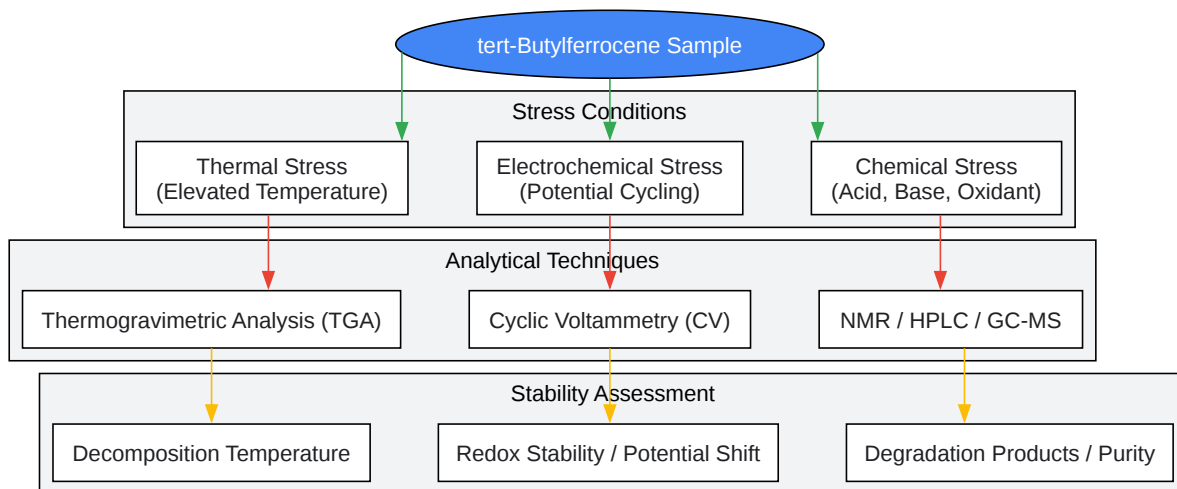 tert-Butylferrocene Sample
Stress Conditions
Thermal Stress
(Elevated Temperature)
Electrochemical Stress
(Potential Cycling)
Chemical Stress
(Acid, Base, Oxidant)
Analytical Techniques
Thermogravimetric Analysis (TGA)
Cyclic Voltammetry (CV)
NMR / HPLC / GC-MS
Stability Assessment
Decomposition Temperature
Redox Stability / Potential Shift
Degradation Products / Purity